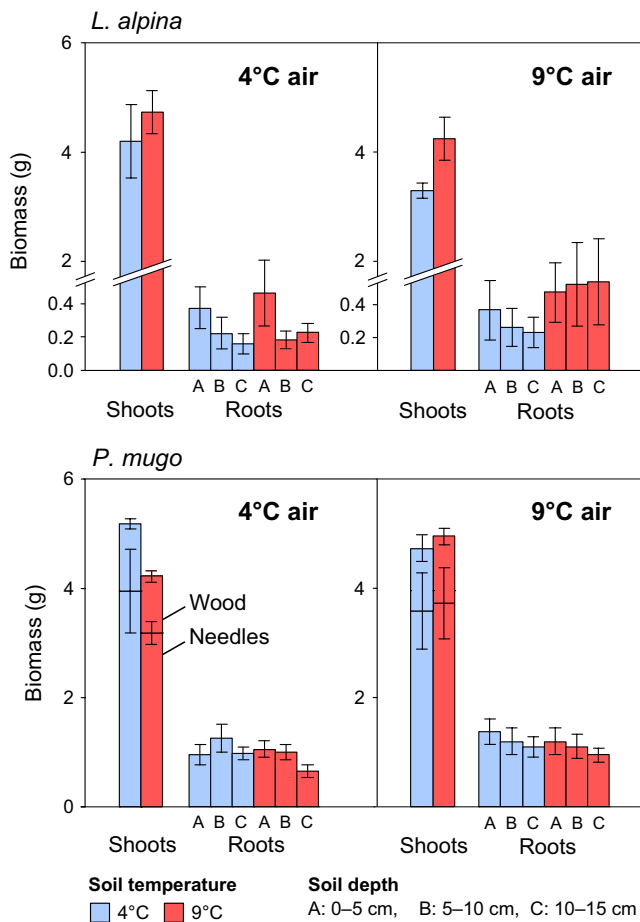 L. alpina
6
4°C air
9°C air
4
4
Biomass (g)
2
2
0.4
0.4
0.2
0.2
0.0
A B C A B C
A B C A B C
Shoots Roots
Shoots Roots
P. mugo
6
4°C air
9°C air
4
4
Wood
Needles
Biomass (g)
2
2
0
A B C A B C
A B C A B C
Shoots Roots
Shoots Roots
Soil temperature
4°C 9°C
Soil depth
A: 0–5 cm, B: 5–10 cm, C: 10–15 cm